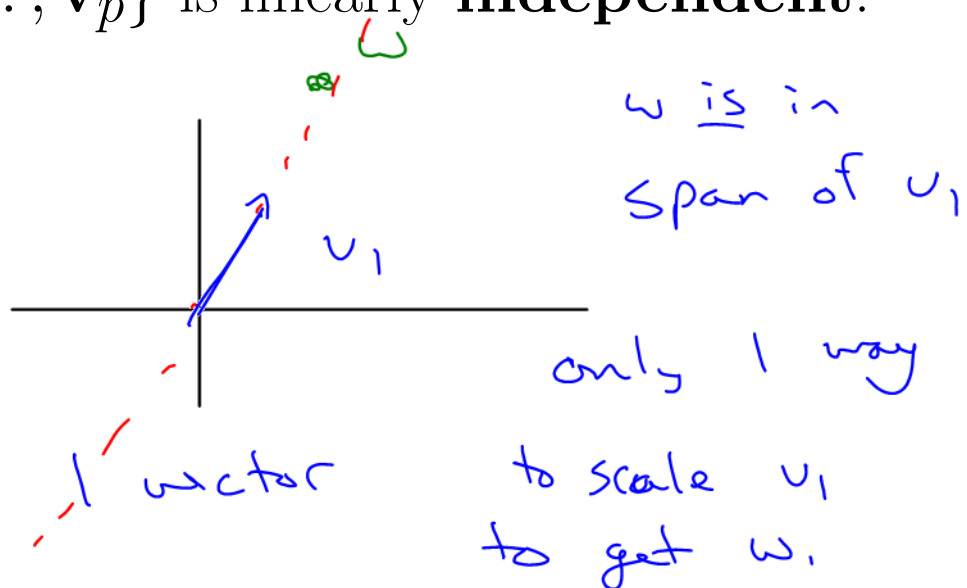 ., v_p} is linearly independent.
ω
w is in
span of v₁
v₁
only 1 way
1 vector
to scale v₁
to get w.